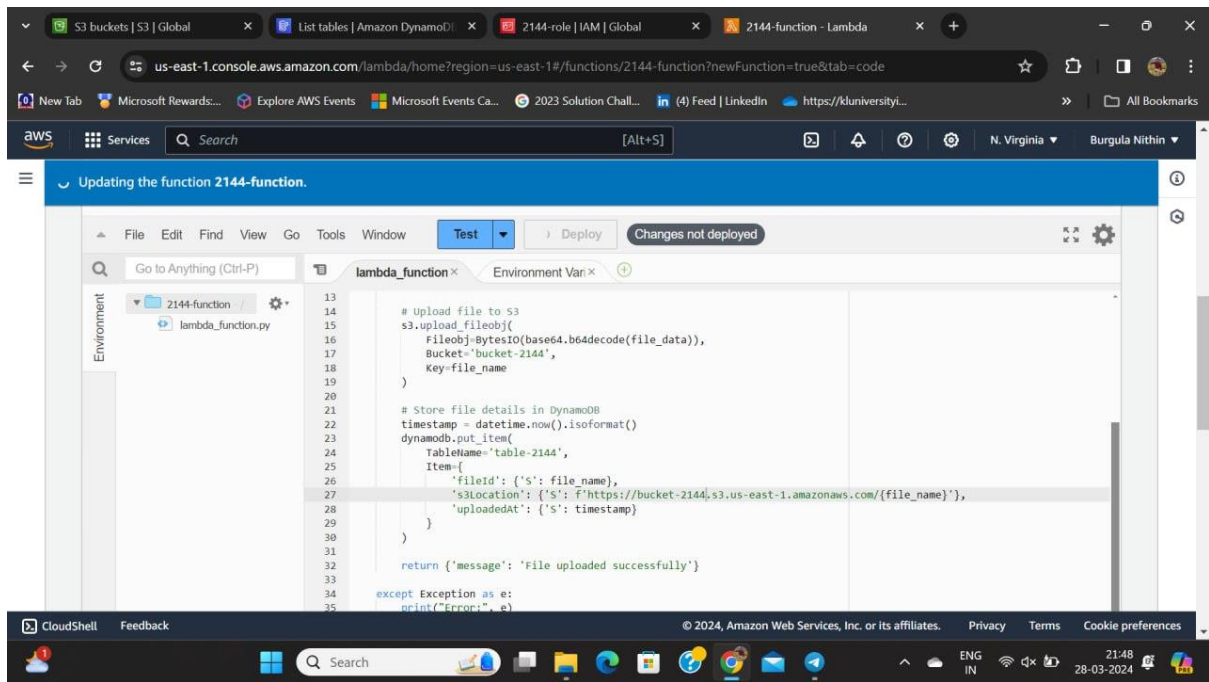 S3 buckets | S3 | Global
List tables | Amazon DynamoDB
2144-role | IAM | Global
2144-function - Lambda
us-east-1.console.aws.amazon.com/lambda/home?region=us-east-1#/functions/2144-function?newFunction=true&tab=code
New Tab Microsoft Rewards:... Explore AWS Events Microsoft Events Ca... 2023 Solution Chall... (4) Feed | LinkedIn https://kluniversityi... » All Bookmarks
aws Services Search [Alt+S] N. Virginia ▼ Burgula Nithin ▼
Updating the function 2144-function.
File Edit Find View Go Tools Window Test Deploy Changes not deployed
Go to Anything (Ctrl-P) lambda_function × Environment Vari ×
Environment
2144-function /
lambda_function.py
13
14 # Upload file to S3
15 s3.upload_fileobj(
16 Fileobj=BytesIO(base64.b64decode(file_data)),
17 Bucket='bucket-2144',
18 Key=file_name
19 )
20
21 # Store file details in DynamoDB
22 timestamp = datetime.now().isoformat()
23 dynamodb.put_item(
24 TableName='table-2144',
25 Item={
26 'fileId': {'S': file_name},
27 's3Location': {'S': f'https://bucket-2144.s3.us-east-1.amazonaws.com/{file_name}'},
28 'uploadedAt': {'S': timestamp}
29 }
30 )
31
32 return {'message': 'File uploaded successfully'}
33
34 except Exception as e:
35 print("Error:", e)
CloudShell Feedback © 2024, Amazon Web Services, Inc. or its affiliates. Privacy Terms Cookie preferences
1 Search ENG 21:48
IN 28-03-2024
PRE